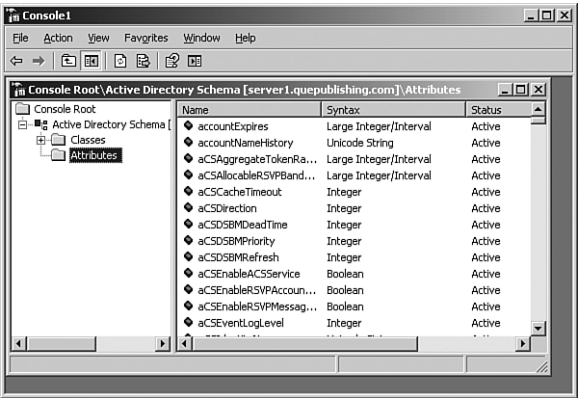 Console1
File Action View Favorites Window Help
Console Root\Active Directory Schema [server1.quepublishing.com]\Attributes
Console Root
Active Directory Schema [
Classes
Attributes
Name Syntax Status
accountExpires Large Integer/Interval Active
accountNameHistory Unicode String Active
aCSAggregateTokenRa... Large Integer/Interval Active
aCSAllocableRSVPBand... Large Integer/Interval Active
aCSCacheTimeout Integer Active
aCSDirection Integer Active
aCSDSBMDeadTime Integer Active
aCSDSBMPriority Integer Active
aCSDSBMRefresh Integer Active
aCSEnableACSService Boolean Active
aCSEnableRSVPAccoun... Boolean Active
aCSEnableRSVPMessag... Boolean Active
aCSEventLogLevel Integer Active